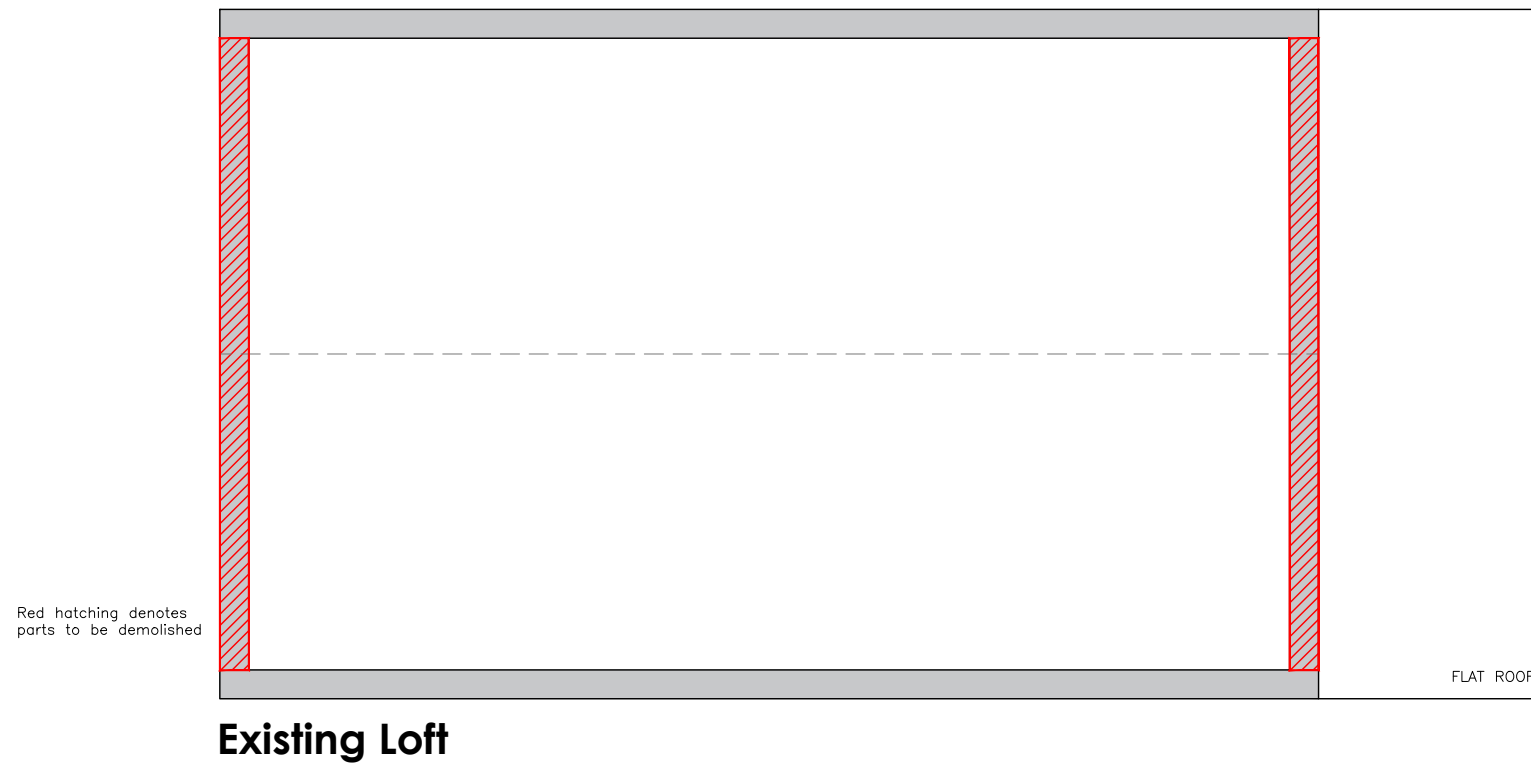 Red hatching denotes
parts to be demolished
FLAT ROOF
Existing Loft